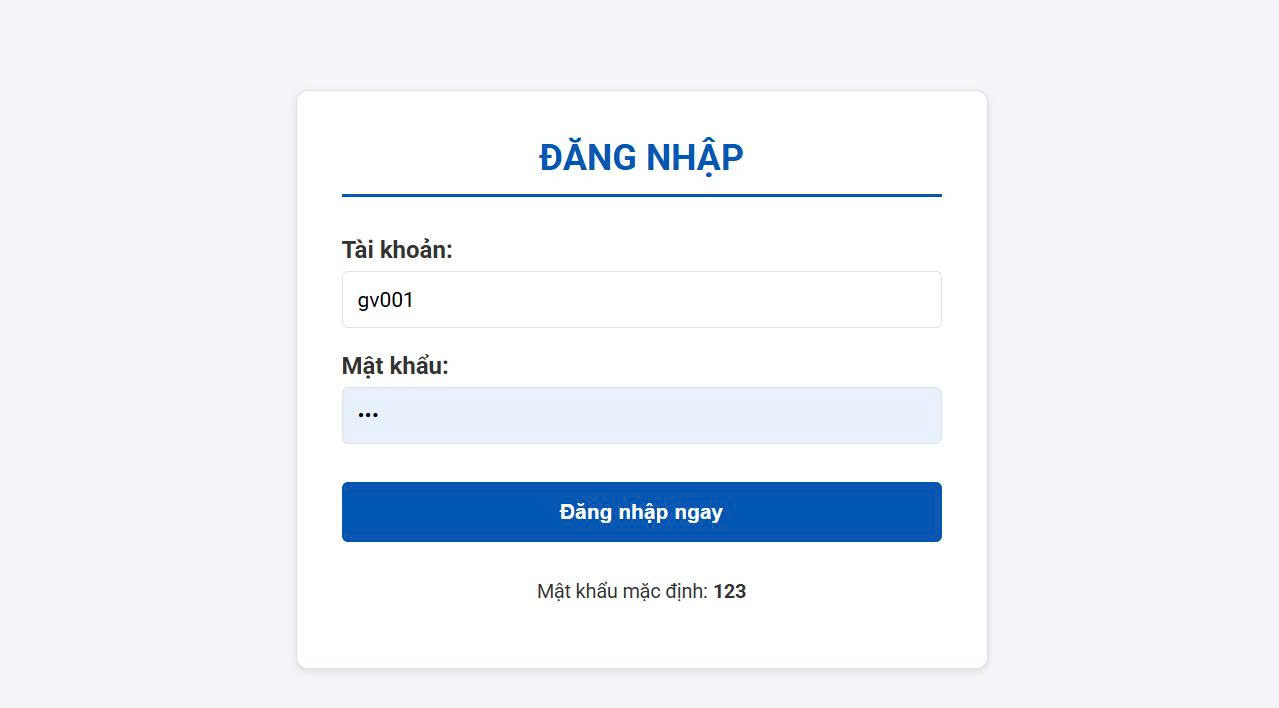 ĐĂNG NHẬP
Tài khoản:
gv001
Mật khẩu:
•••
Đăng nhập ngay
Mật khẩu mặc định: 123